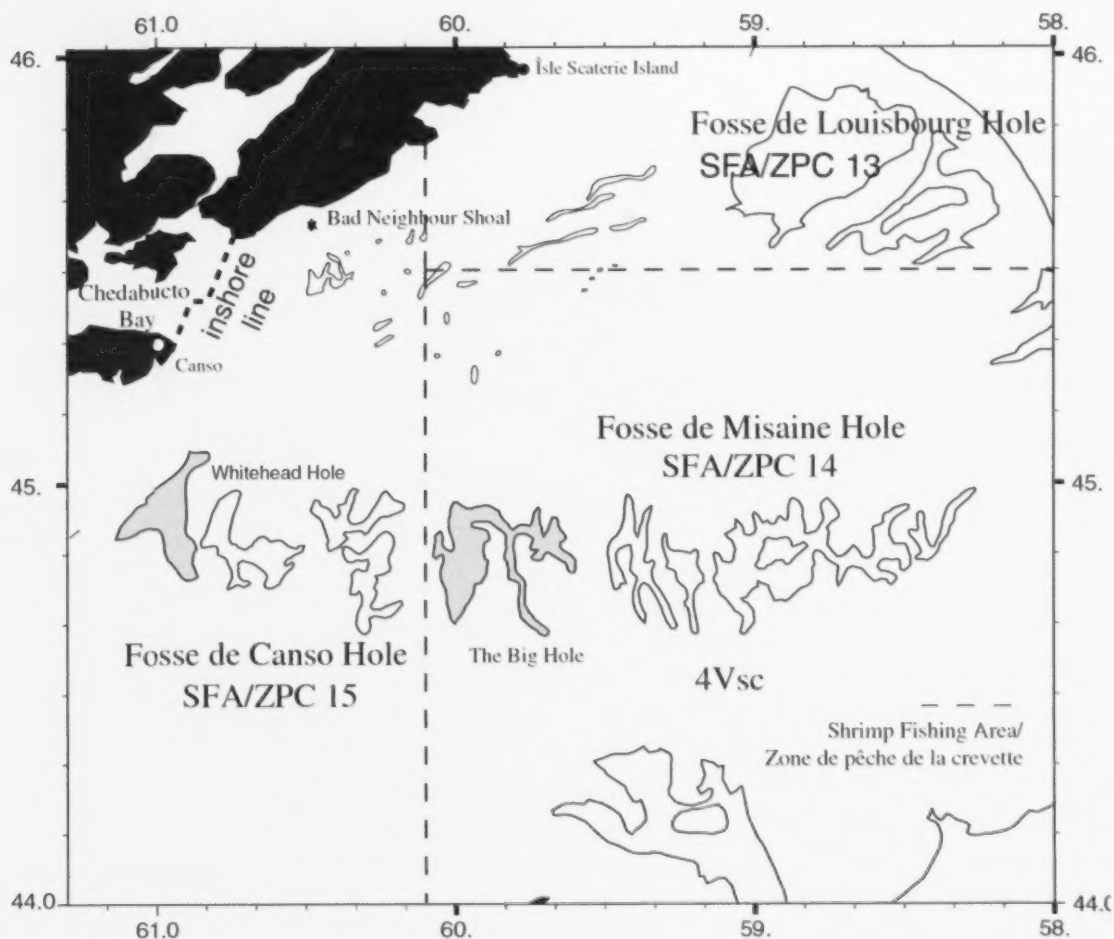 61.0 60. 59. 58.
46. 46.
Îsle Scaterie Island
Fosse de Louisbourg Hole
SFA/ZPC 13
Bad Neighbour Shoal
Chedabucto
Bay
inshore
line
Canso
Fosse de Misaine Hole
SFA/ZPC 14
45. 45.
Whitehead Hole
Fosse de Canso Hole
SFA/ZPC 15
The Big Hole
4Vsc
Shrimp Fishing Area/
Zone de pêche de la crevette
44.0 44.0
61.0 60. 59. 58.